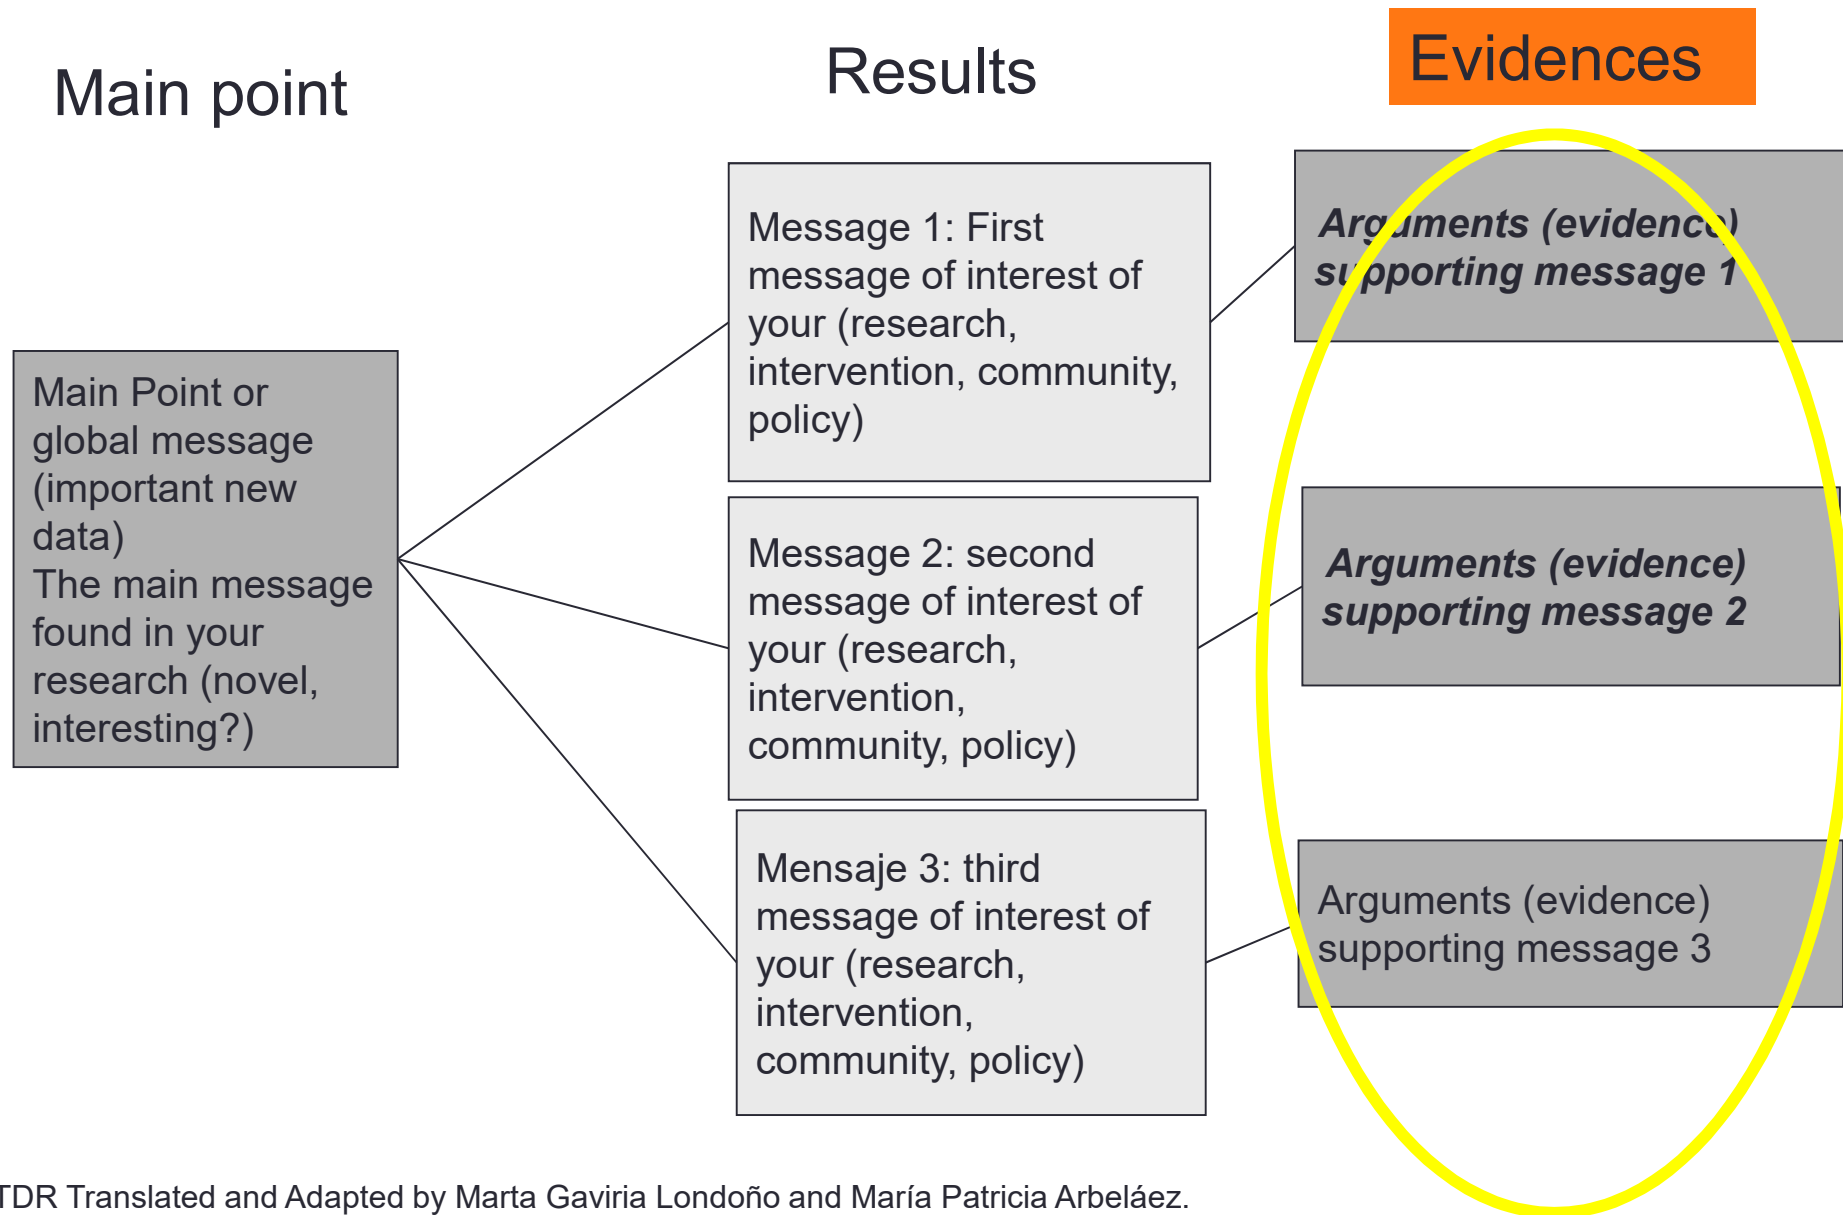 Main point
Results
Evidences
Main Point or
global message
(important new
data)
The main message
found in your
research (novel,
interesting?)
Message 1: First
message of interest of
your (research,
intervention, community,
policy)
Message 2: second
message of interest of
your (research,
intervention,
community, policy)
Mensaje 3: third
message of interest of
your (research,
intervention,
community, policy)
Arguments (evidence)
supporting message 1
Arguments (evidence)
supporting message 2
Arguments (evidence)
supporting message 3
TDR Translated and Adapted by Marta Gaviria Londoño and María Patricia Arbeláez.